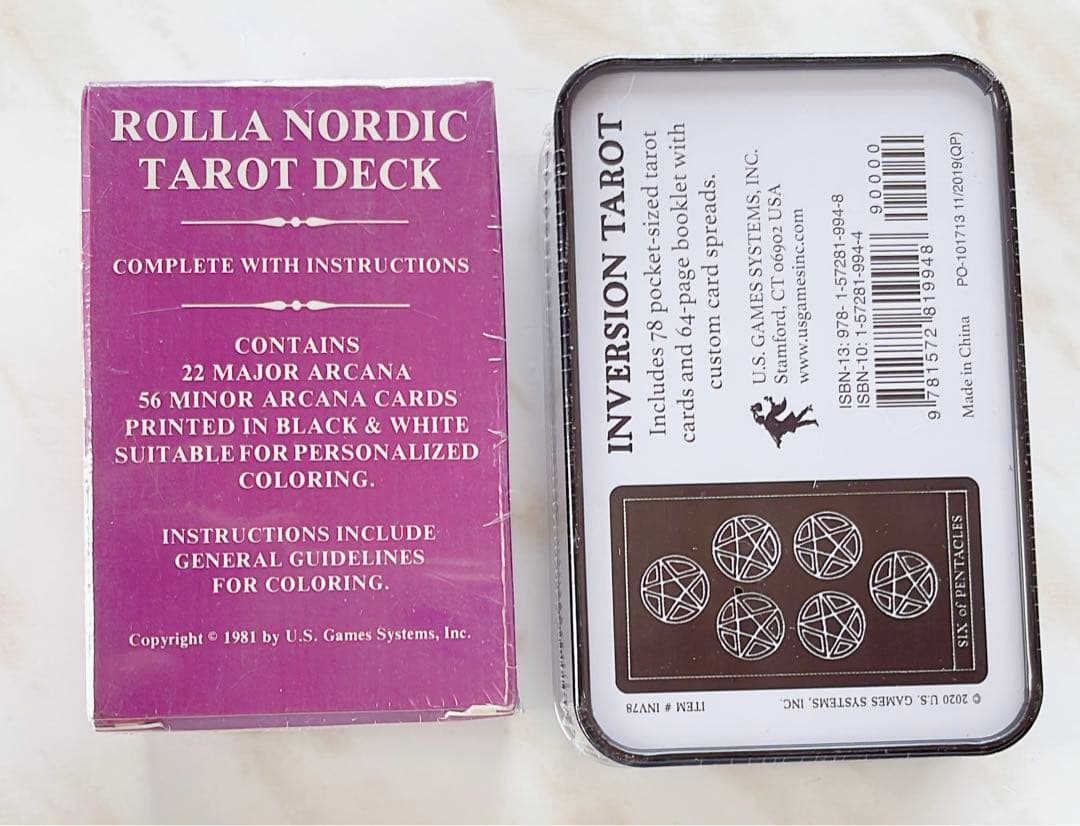 ROLLA NORDIC
TAROT DECK
COMPLETE WITH INSTRUCTIONS
CONTAINS
22 MAJOR ARCANA
56 MINOR ARCANA CARDS
PRINTED IN BLACK & WHITE
SUITABLE FOR PERSONALIZED
COLORING.
INSTRUCTIONS INCLUDE
GENERAL GUIDELINES
FOR COLORING.
Copyright © 1981 by U.S. Games Systems, Inc.
INVERSION TAROT
Includes 78 pocket-sized tarot
cards and 64-page booklet with
custom card spreads.
U.S. GAMES SYSTEMS, INC.
Stamford, CT 06902 USA
www.usgamesinc.com
ISBN-13: 978-1-57281-994-8
ISBN-10: 1-57281-994-4
90000
9 781572 819948
Made in China PO-101713 11/2019(QP)
SIX of PENTACLES
© 2020 U.S. GAMES SYSTEMS, INC.
ITEM # INV78